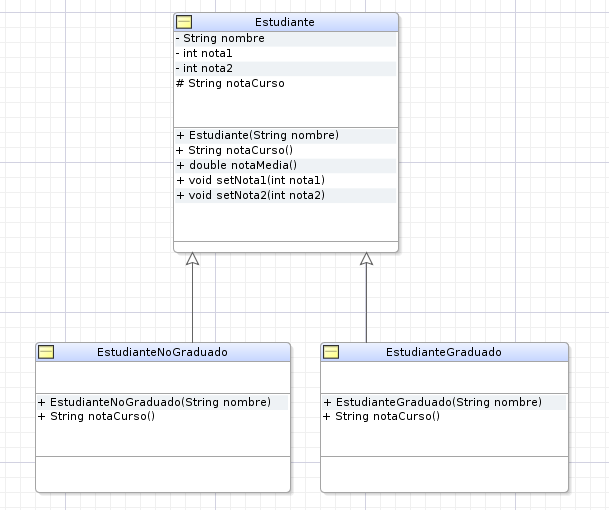 Estudiante
- String nombre
- int nota1
- int nota2
# String notaCurso
+ Estudiante(String nombre)
+ String notaCurso()
+ double notaMedia()
+ void setNota1(int nota1)
+ void setNota2(int nota2)
EstudianteNoGraduado
+ EstudianteNoGraduado(String nombre)
+ String notaCurso()
EstudianteGraduado
+ EstudianteGraduado(String nombre)
+ String notaCurso()